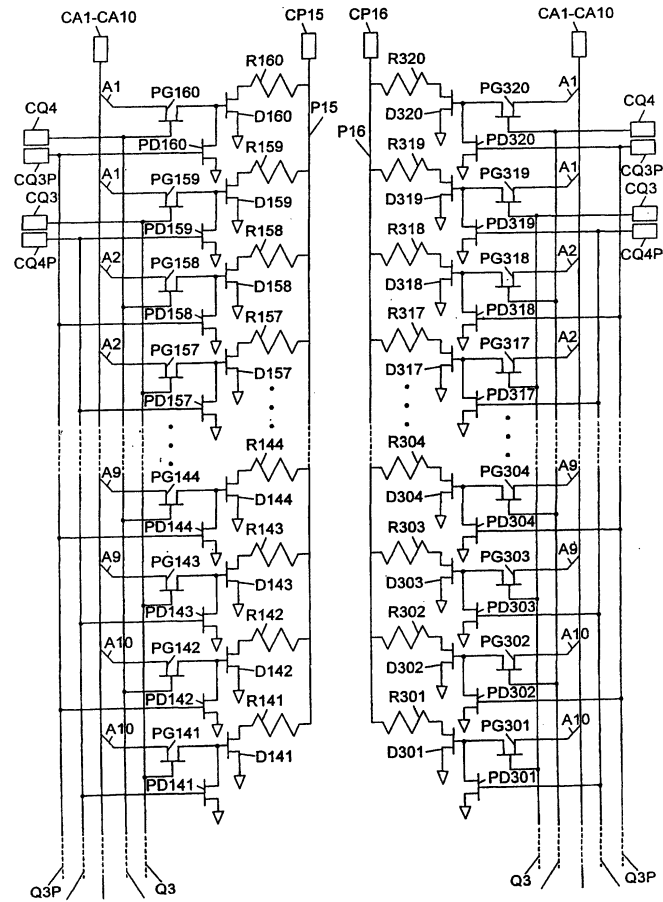 CA1-CA10 CP15 CP16 CA1-CA10
R160 R320
A1 PG160 PG320 A1
CQ4 D160 D320 CQ4
P15
PD160 P16 PD320
CQ3P R159 R319 CQ3P
A1 PG159 PG319 A1
CQ3 D159 D319 CQ3
PD159 PD319
CQ4P R158 R318 CQ4P
A2 PG158 PG318 A2
D158 D318
PD158 PD318
R157 R317
A2 PG157 PG317 A2
D157 D317
PD157 PD317
R144 R304
A9 PG144 PG304 A9
D144 D304
PD144 PD304
R143 R303
A9 PG143 PG303 A9
D143 D303
PD143 PD303
R142 R302
A10 PG142 PG302 A10
D142 D302
PD142 PD302
R141 R301
A10 PG141 PG301 A10
D141 D301
PD141 PD301
Q3P Q3 Q3 Q3P